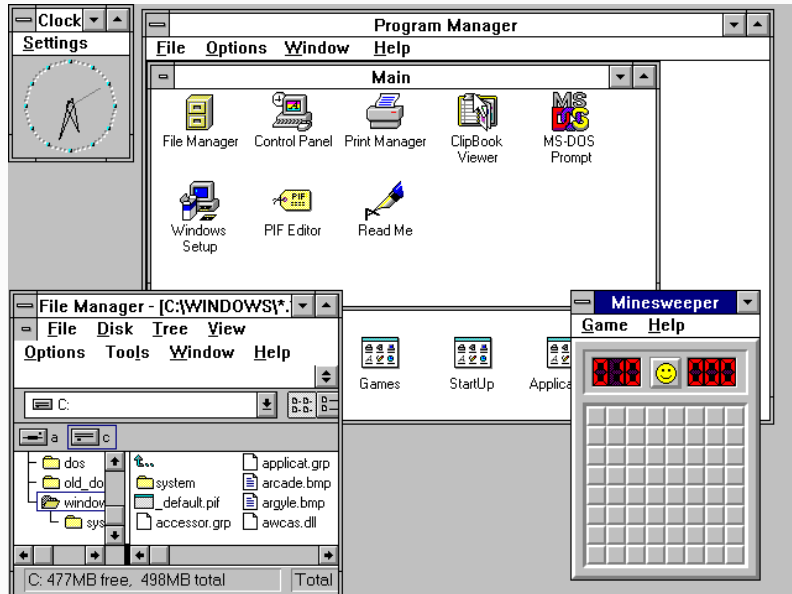 Clock
Settings
Program Manager
File Options Window Help
Main
File Manager
Control Panel
Print Manager
ClipBook
Viewer
MS-DOS
Prompt
Windows
Setup
PIF Editor
Read Me
Games
StartUp
Applica
File Manager - [C:\WINDOWS\*.
File Disk Tree View
Options Tools Window Help
C:
a
c
dos
old_do
window
sys
system
_default.pif
accessor.grp
applicat.grp
arcade.bmp
argyle.bmp
awcas.dll
C: 477MB free, 498MB total
Total
Minesweeper
Game Help
010
000